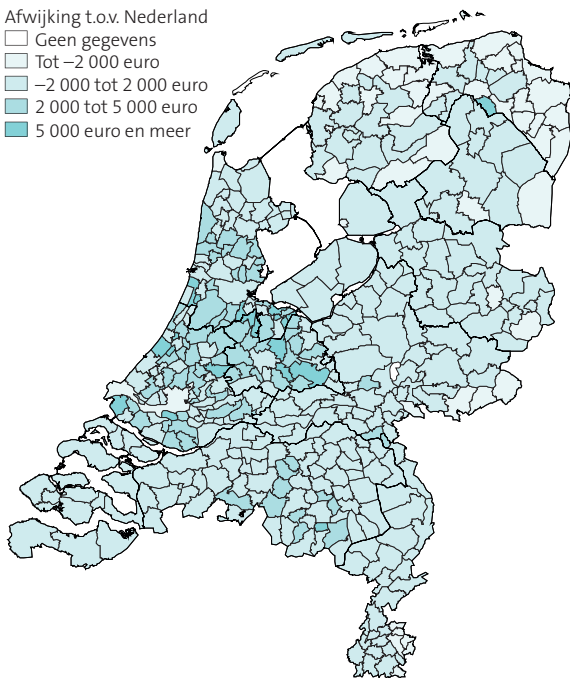 Afwijking t.o.v. Nederland
Geen gegevens
Tot –2 000 euro
–2 000 tot 2 000 euro
2 000 tot 5 000 euro
5 000 euro en meer